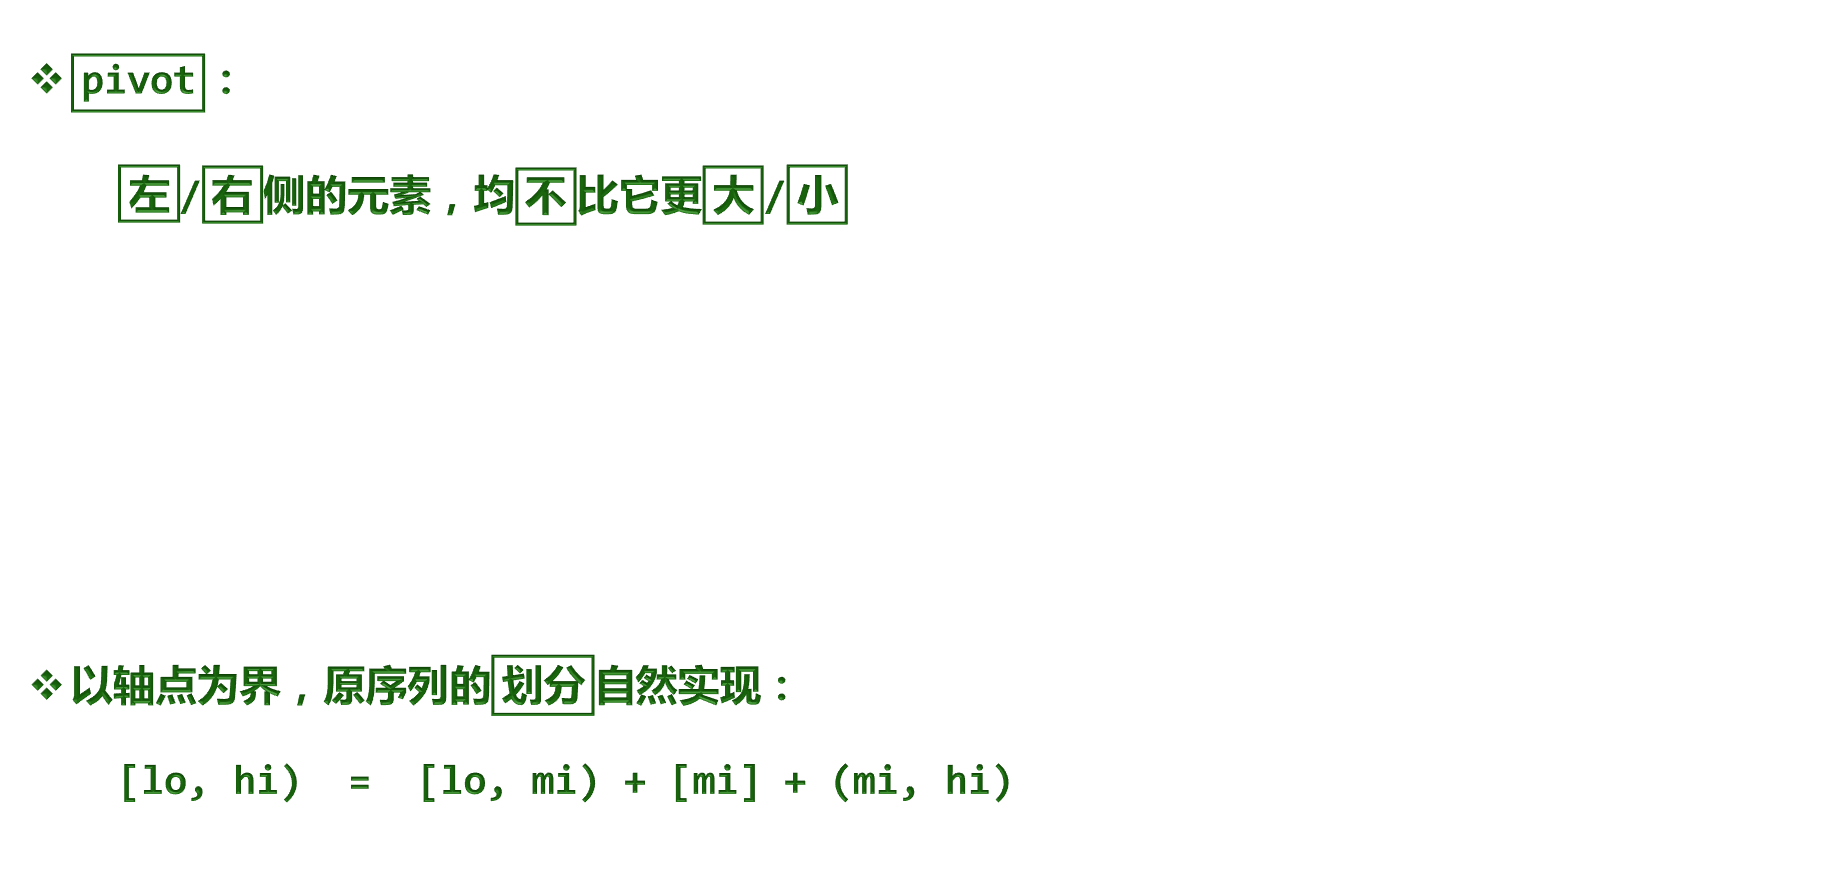 ❖ pivot：
左/右侧的元素，均不比它更大/小
❖ 以轴点为界，原序列的划分自然实现：
[lo, hi) = [lo, mi) + [mi] + (mi, hi)